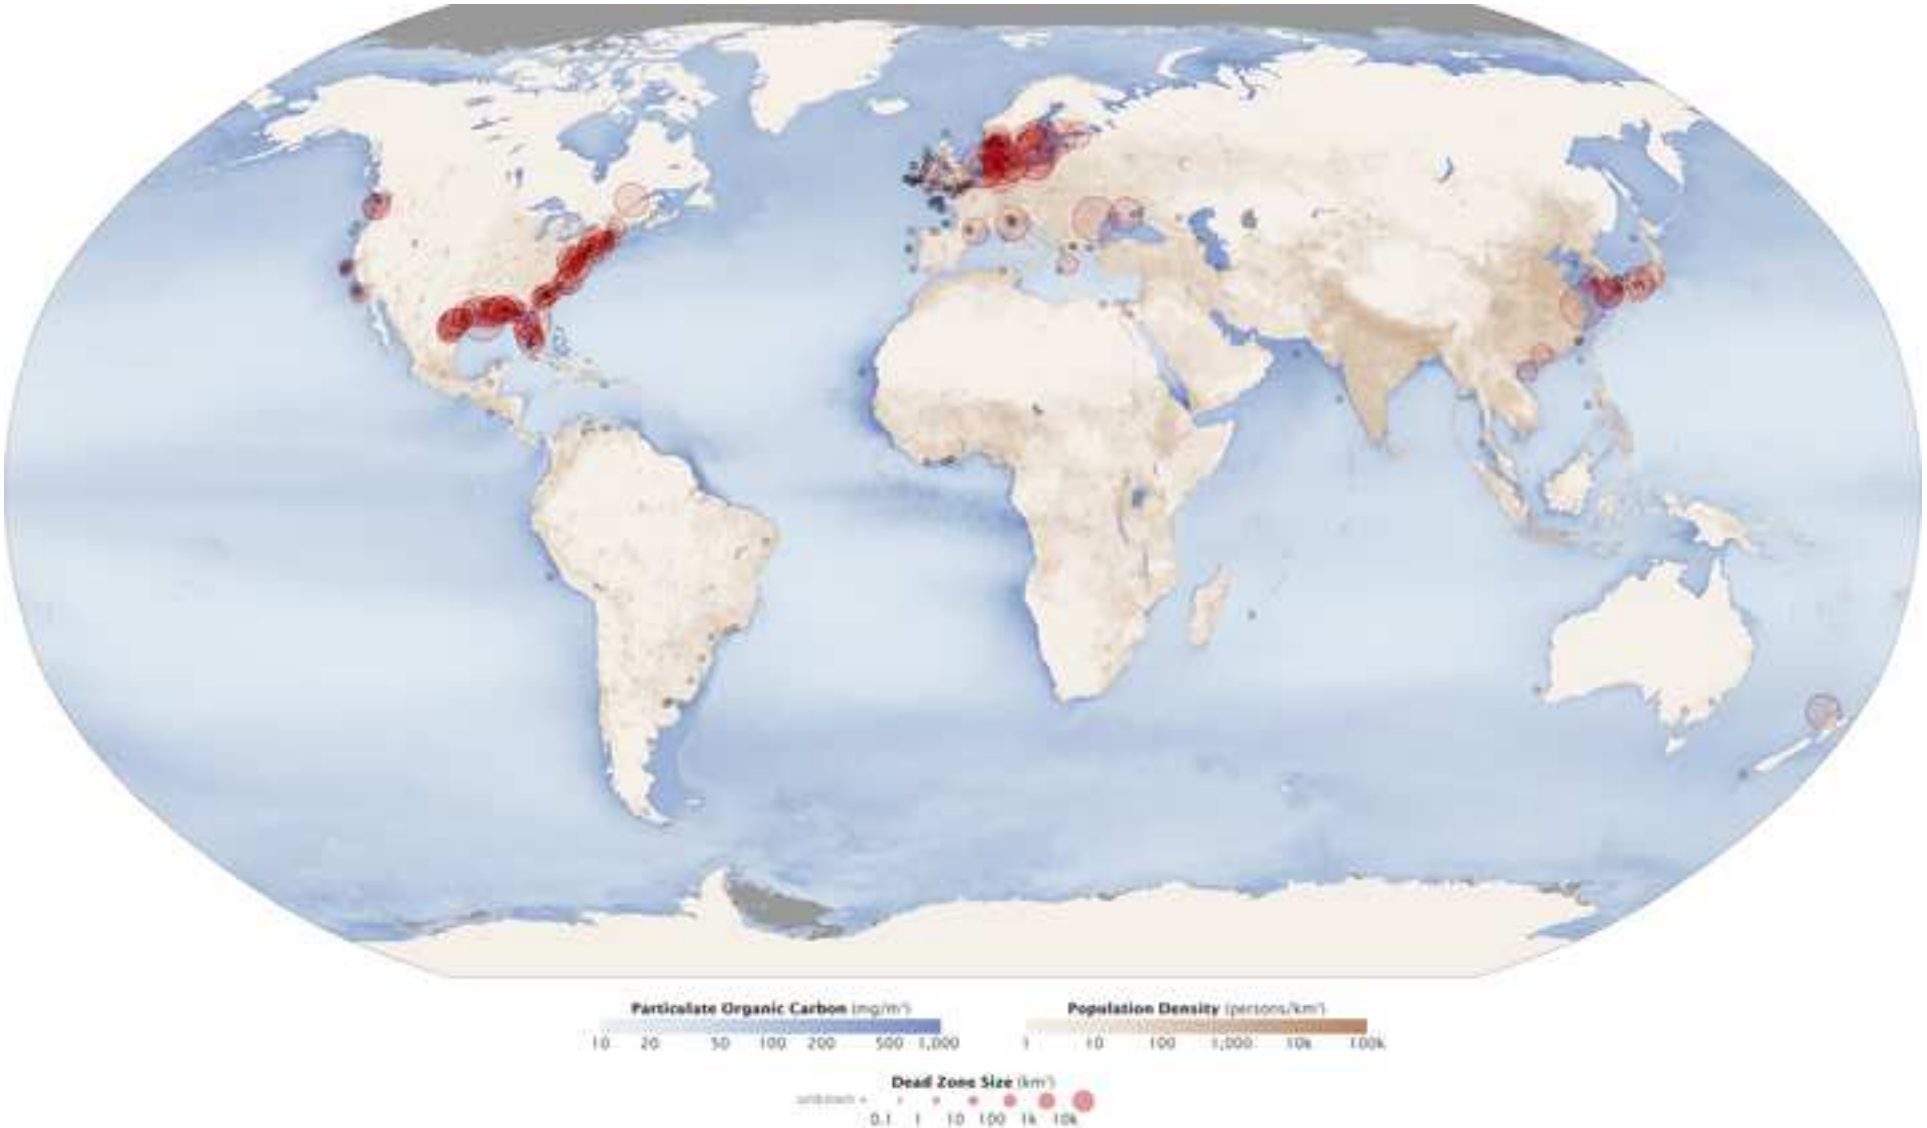 Particulate Organic Carbon (mg/m³)
10 20 50 100 200 500 1,000
Population Density (persons/km²)
1 10 100 1,000 10k 100k
Dead Zone Size (km²)
unknown
0.1 1 10 100 1k 10k